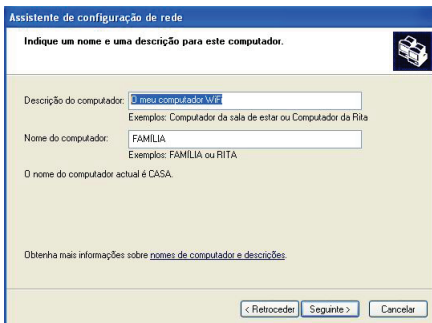 Assistente de configuração de rede
Indique um nome e uma descrição para este computador.
Descrição do computador: O meu computador WiFi
Exemplos: Computador da sala de estar ou Computador da Rita
Nome do computador: FAMÍLIA
Exemplos: FAMÍLIA ou RITA
O nome do computador actual é CASA.
Obtenha mais informações sobre nomes de computador e descrições.
< Retroceder Seguinte > Cancelar